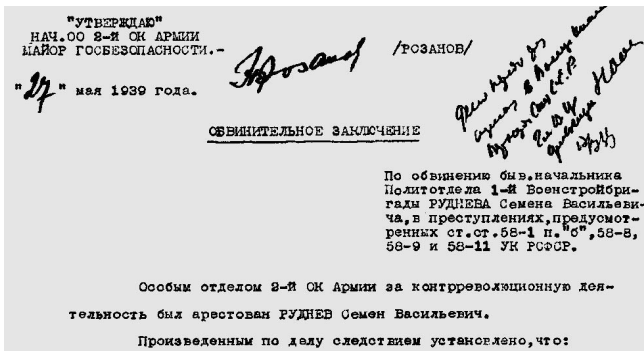 "УТВЕРЖДАЮ"
НАЧ.ОО 2-й ОК АРМИИ
МАЙОР ГОСБЕЗОПАСНОСТИ.-
/РОЗАНОВ/
"27" мая 1939 года.
ОБВИНИТЕЛЬНОЕ ЗАКЛЮЧЕНИЕ
По обвинению быв.начальника
Политотдела 1-й Военстройбри-
гады РУДНЕВА Семена Васильеви-
ча,в преступлениях,предусмот-
ренных ст.ст.58-1 п."б",58-8,
58-9 и 58-11 УК РСФСР.
Особым отделом 2-й ОК Армии за контрреволюционную дея-
тельность был арестован РУДНЕВ Семен Васильевич.
Произведенным по делу следствием установлено,что: